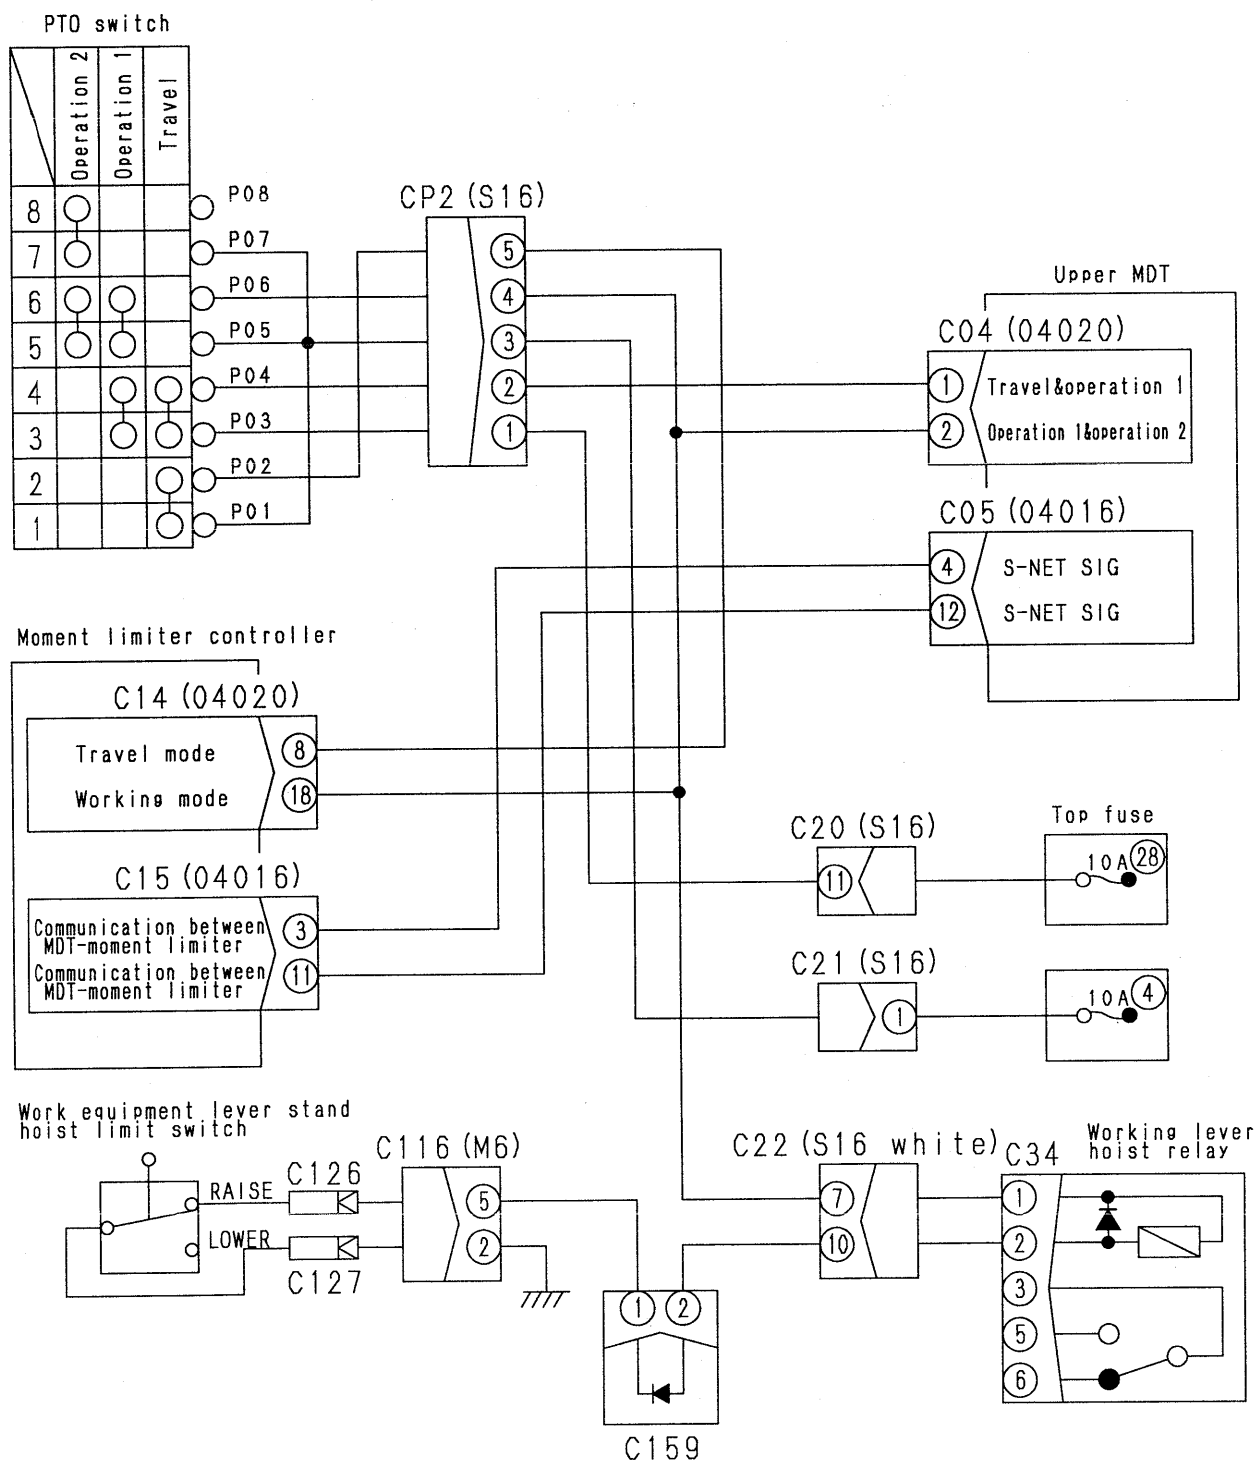 PTO switch
Operation 2
Operation 1
Travel
8
7
6
5
4
3
2
1
P08
P07
P06
P05
P04
P03
P02
P01
CP2 (S16)
5
4
3
2
1
Upper MDT
C04 (04020)
1 Travel&operation 1
2 Operation 1&operation 2
C05 (04016)
4 S-NET SIG
12 S-NET SIG
Moment limiter controller
C14 (04020)
Travel mode 8
Working mode 18
C15 (04016)
Communication between
MDT-moment limiter
3
Communication between
MDT-moment limiter
11
C20 (S16)
11
Top fuse
10A 28
C21 (S16)
1
10A 4
Work equipment lever stand
hoist limit switch
RAISE
LOWER
C126
C127
C116 (M6)
5
2
1 2
C159
C22 (S16 white)
7
10
C34
Working lever
hoist relay
1
2
3
5
6